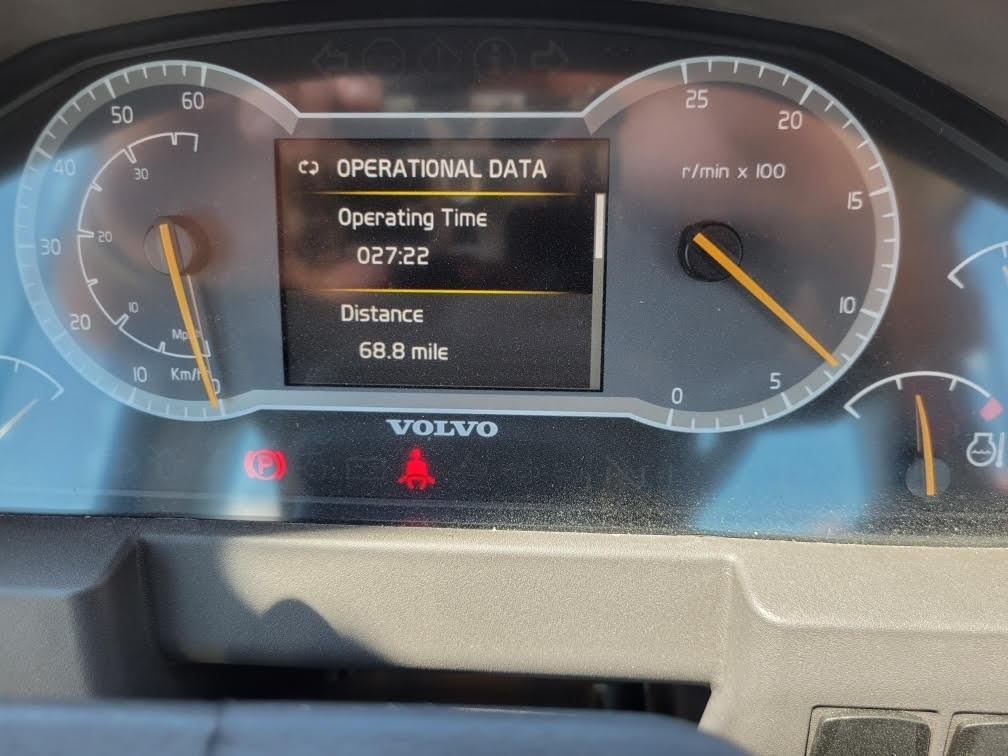 60
50
40
30
20
10
30
20
10
Mph
Km/h
0
OPERATIONAL DATA
Operating Time
027:22
Distance
68.8 mile
25
20
r/min x 100
15
10
5
0
VOLVO
P